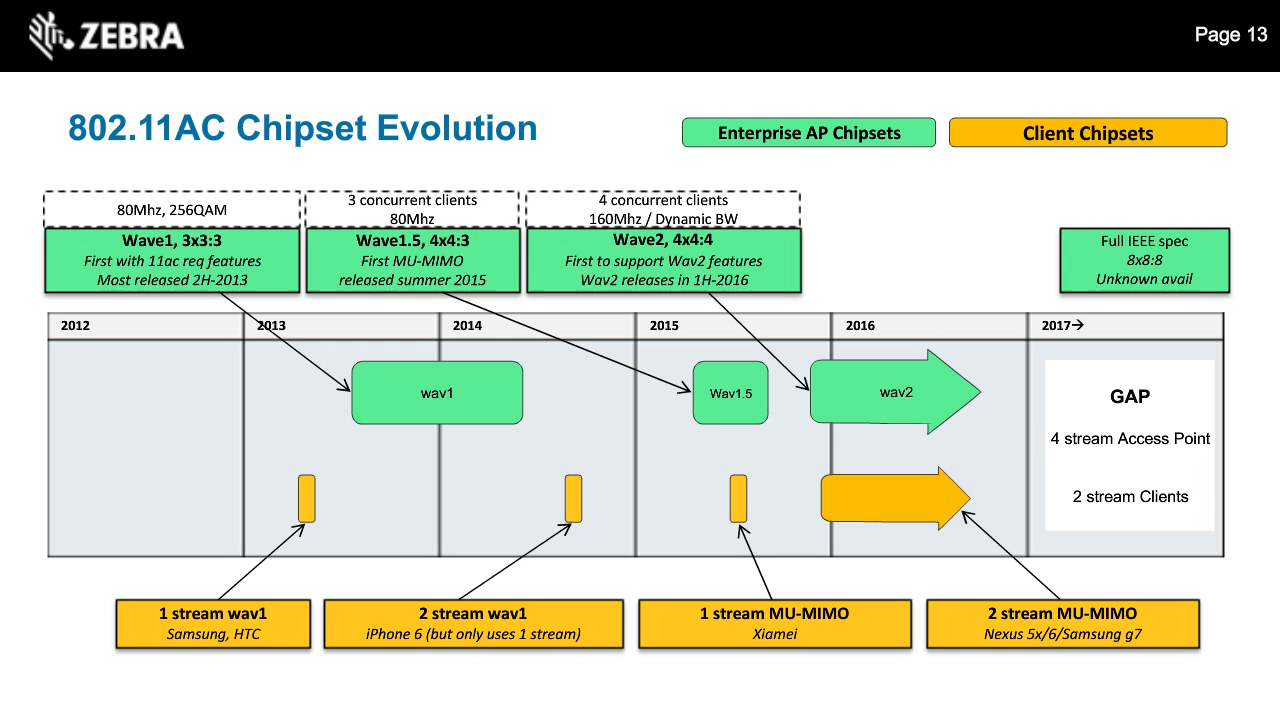 ZEBRA
Page 13
802.11AC Chipset Evolution
Enterprise AP Chipsets
Client Chipsets
80Mhz, 256QAM
3 concurrent clients
80Mhz
4 concurrent clients
160Mhz / Dynamic BW
Wave1, 3x3:3
First with 11ac req features
Most released 2H-2013
Wave1.5, 4x4:3
First MU-MIMO
released summer 2015
Wave2, 4x4:4
First to support Wav2 features
Wav2 releases in 1H-2016
Full IEEE spec
8x8:8
Unknown avail
2012
2013
2014
2015
2016
2017→
wav1
Wav1.5
wav2
GAP
4 stream Access Point
2 stream Clients
1 stream wav1
Samsung, HTC
2 stream wav1
iPhone 6 (but only uses 1 stream)
1 stream MU-MIMO
Xiamei
2 stream MU-MIMO
Nexus 5x/6/Samsung g7